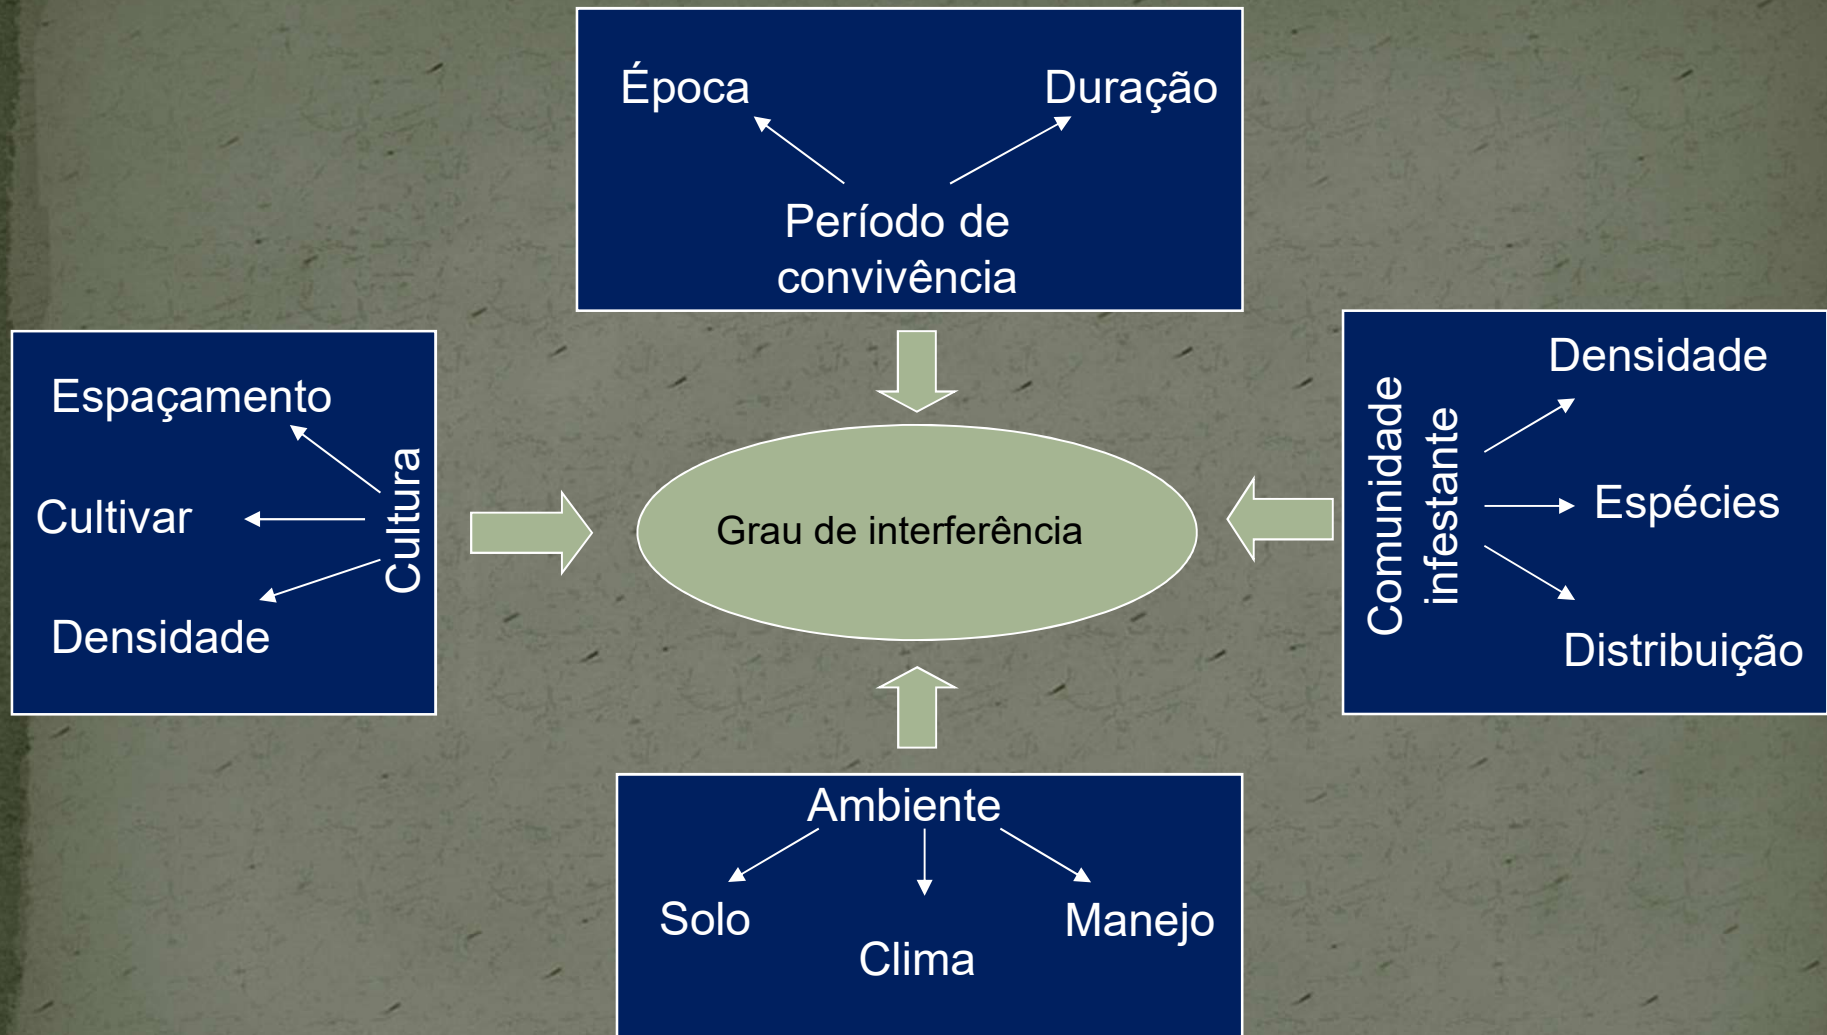 Época
Duração
Período de
convivência
Espaçamento
Cultivar
Densidade
Cultura
Grau de interferência
Comunidade
infestante
Densidade
Espécies
Distribuição
Ambiente
Solo
Clima
Manejo